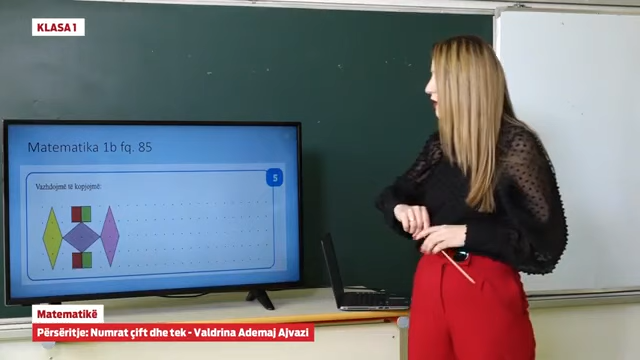 KLASA 1
Matematika 1b fq. 85
5
Vazhdojmë të kopjojmë:
Matematikë
Përsëritje: Numrat çift dhe tek - Valdrina Ademaj Ajvazi